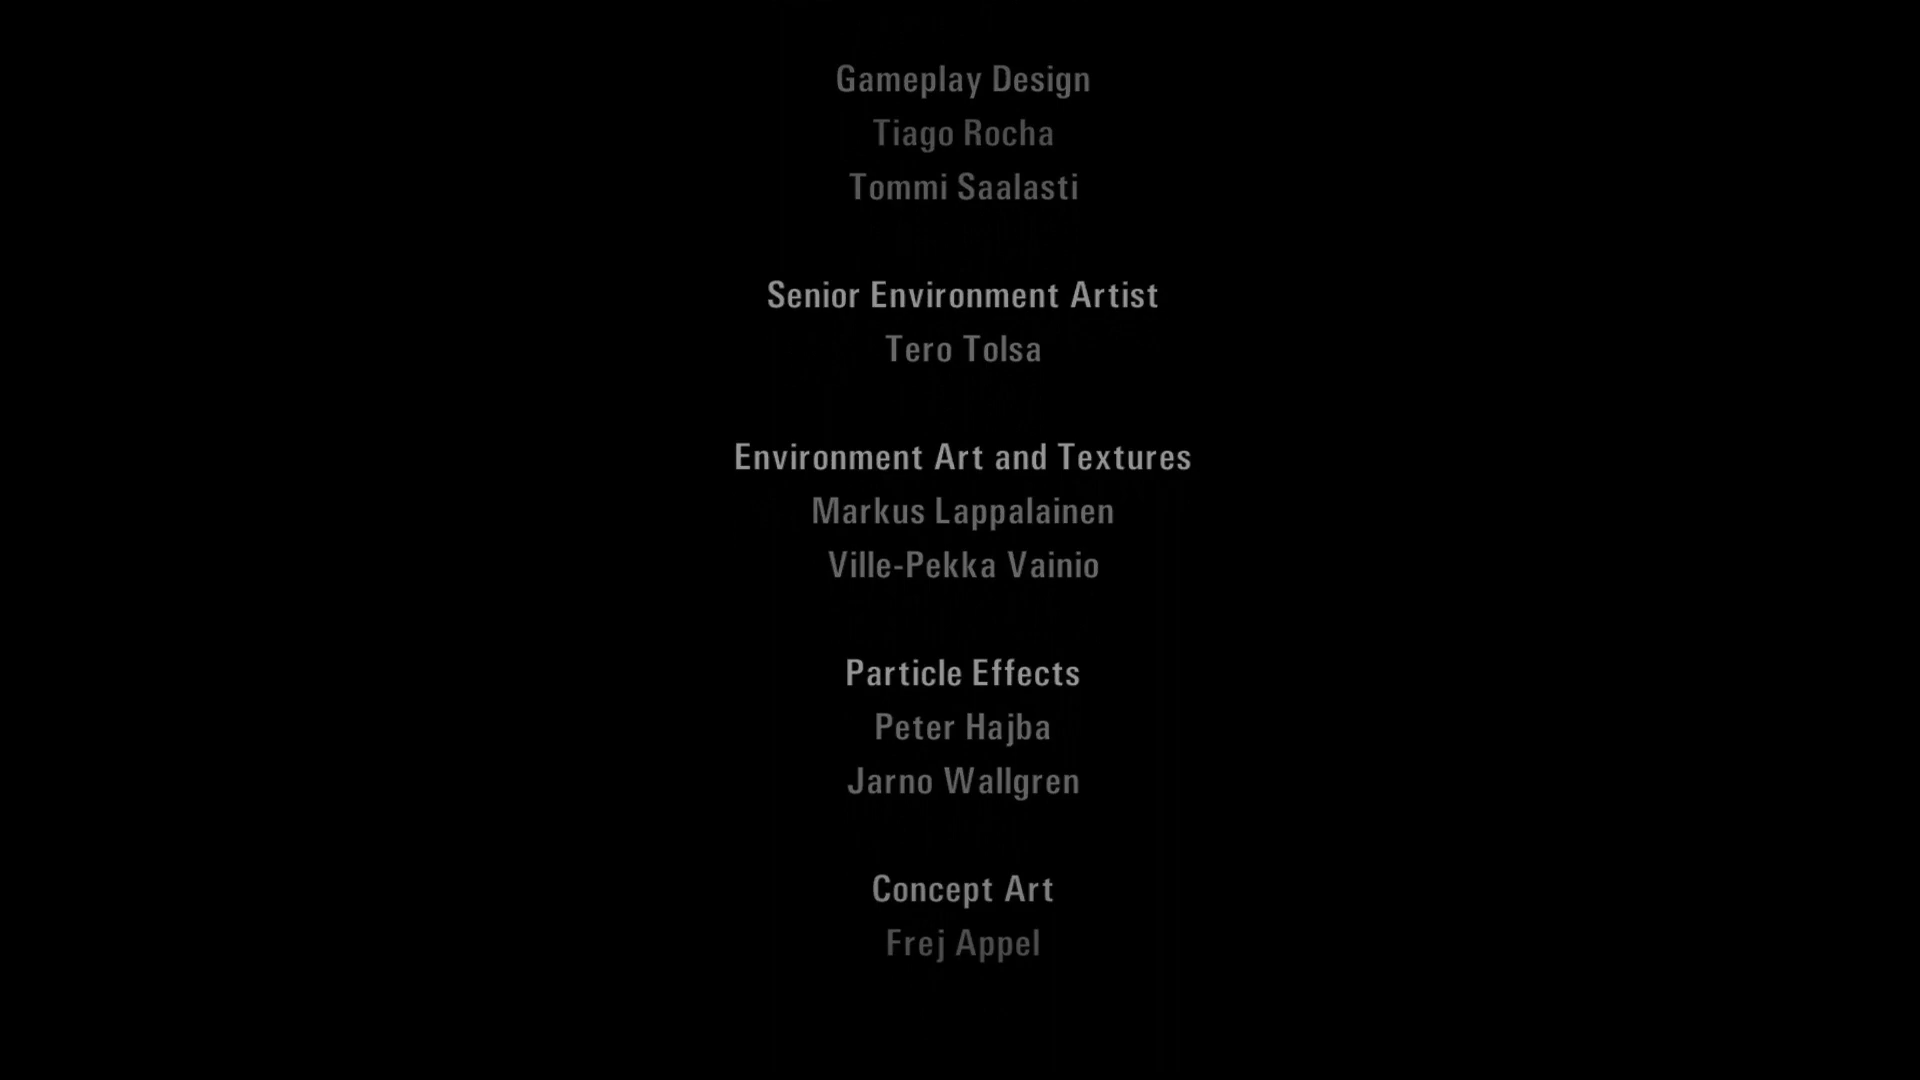 Gameplay Design
Tiago Rocha
Tommi Saalasti
Senior Environment Artist
Tero Tolsa
Environment Art and Textures
Markus Lappalainen
Ville-Pekka Vainio
Particle Effects
Peter Hajba
Jarno Wallgren
Concept Art
Frej Appel